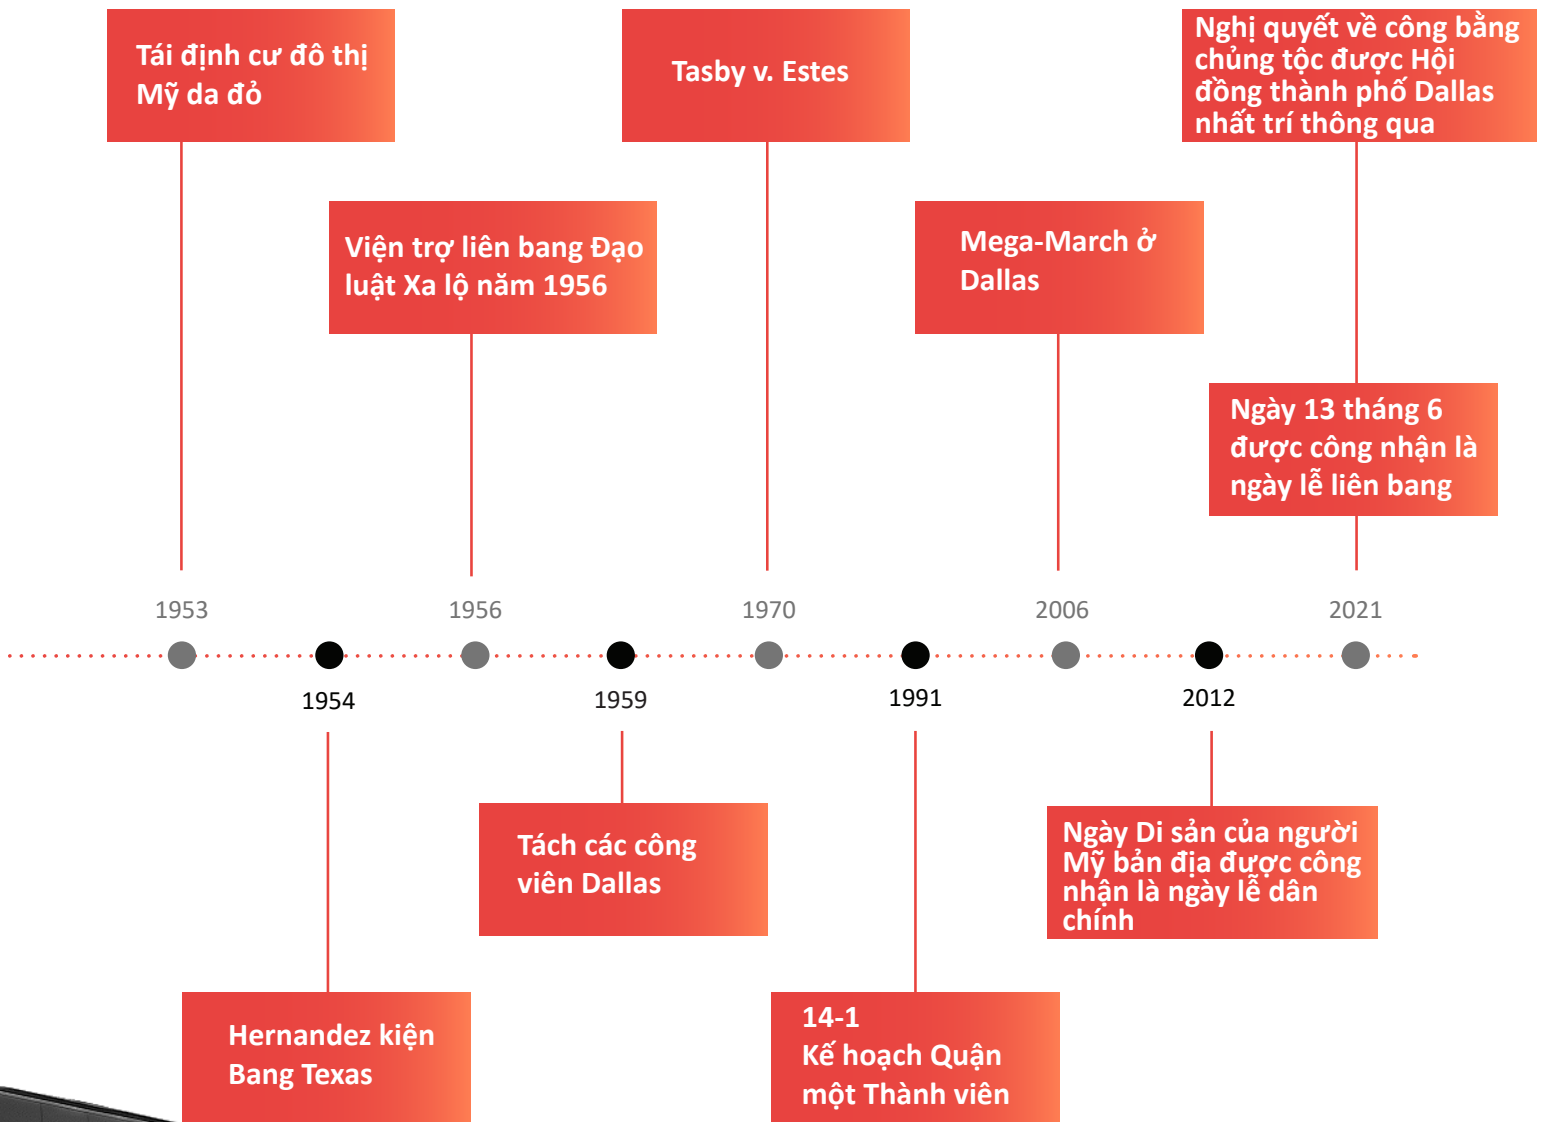 Tái định cư đô thị
Mỹ da đỏ
Tasby v. Estes
Nghị quyết về công bằng
chủng tộc được Hội
đồng thành phố Dallas
nhất trí thông qua
Viện trợ liên bang Đạo
luật Xa lộ năm 1956
Mega-March ở
Dallas
Ngày 13 tháng 6
được công nhận là
ngày lễ liên bang
1953
1956
1970
2006
2021
1954
1959
1991
2012
Tách các công
viên Dallas
Ngày Di sản của người
Mỹ bản địa được công
nhận là ngày lễ dân
chính
Hernandez kiện
Bang Texas
14-1
Kế hoạch Quận
một Thành viên